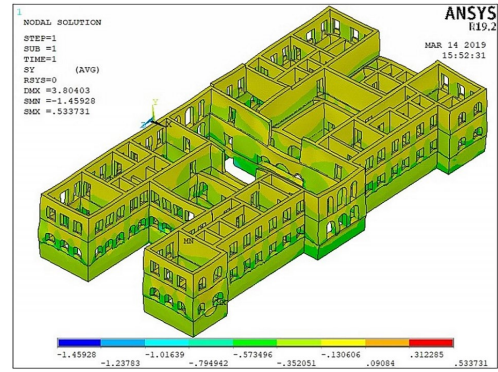 1
NODAL SOLUTION
STEP=1
SUB =1
TIME=1
SY (AVG)
RSYS=0
DMX =3.80403
SMN =-1.45928
SMX =.533731
ANSYS
R19.2
MAR 14 2019
15:52:31
Y
Z
MN
-1.45928 -1.01639 -.573496 -.130606 .312285
-1.23783 -.794942 -.352051 .09084 .533731